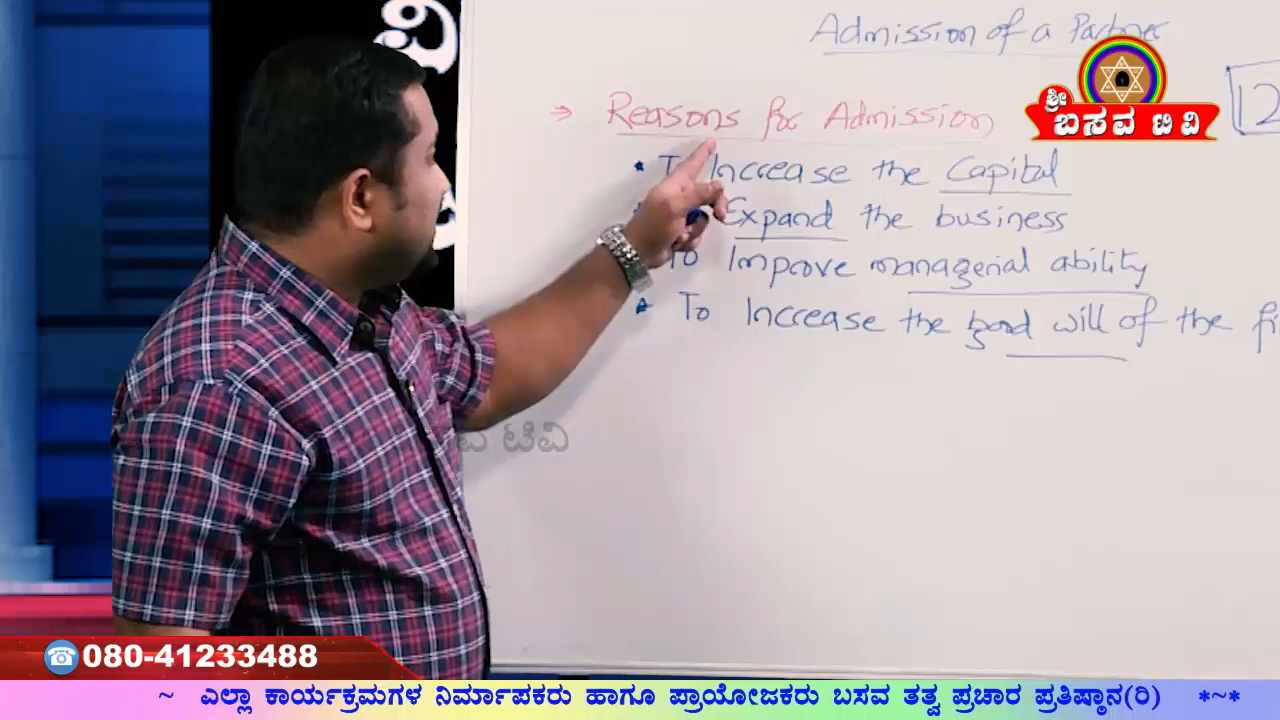 Admission of a Partner
ಶ್ರೀ
ಬಸವ ಟಿ ವಿ
12
⇒ Reasons for Admission
• To Increase the Capital
Expand the business
To Improve managerial ability
• To Increase the good will of the fi
ವ ಟಿವಿ
080-41233488
~ ಎಲ್ಲಾ ಕಾರ್ಯಕ್ರಮಗಳ ನಿರ್ಮಾಪಕರು ಹಾಗೂ ಪ್ರಾಯೋಜಕರು ಬಸವ ತತ್ವ ಪ್ರಚಾರ ಪ್ರತಿಷ್ಠಾನ(ರಿ) *~*